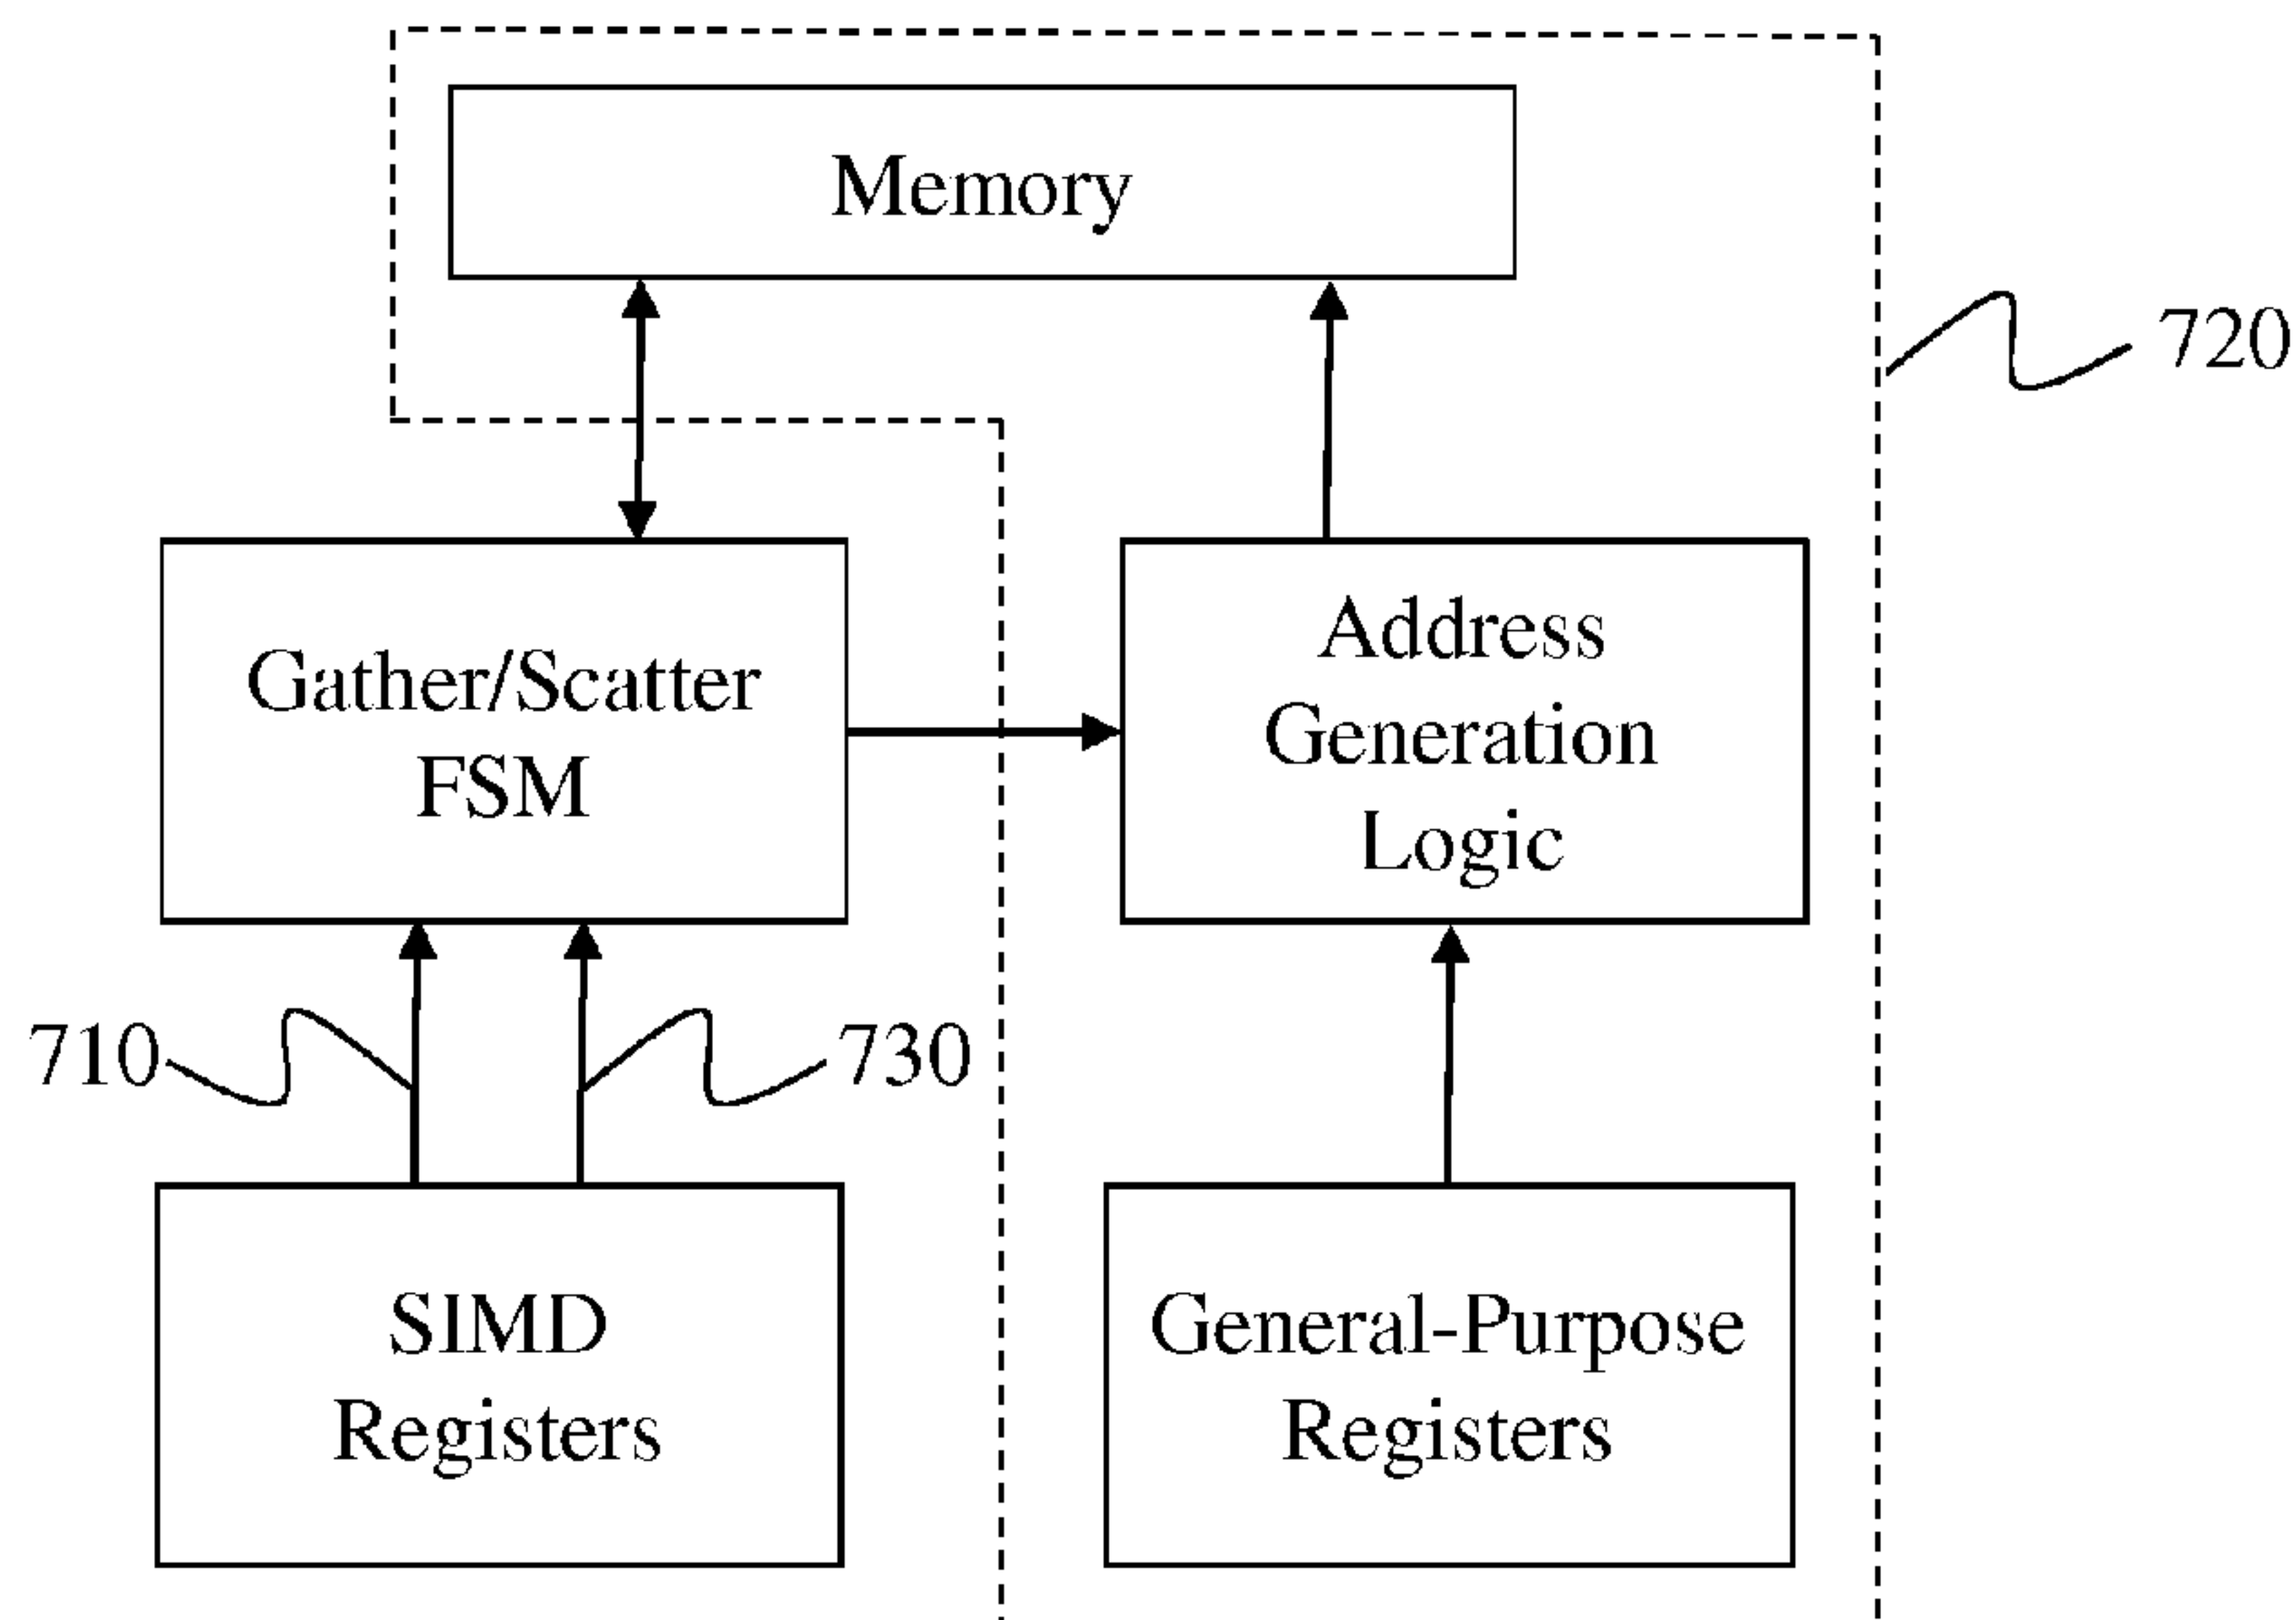 Memory
720
Gather/Scatter
FSM
Address
Generation
Logic
710
730
SIMD
Registers
General-Purpose
Registers